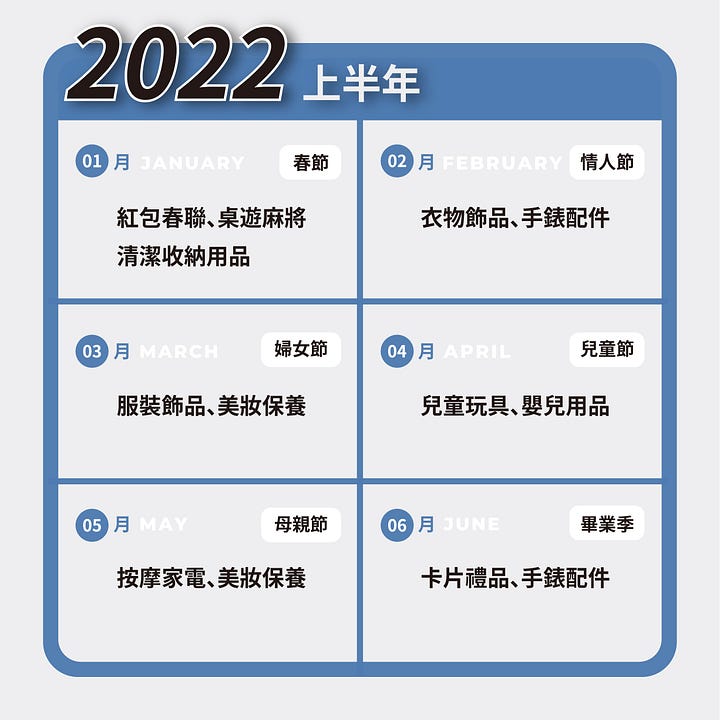 2022 上半年
01 月 JANUARY 春節
紅包春聯、桌遊麻將
清潔收納用品
02 月 FEBRUARY 情人節
衣物飾品、手錶配件
03 月 MARCH 婦女節
服裝飾品、美妝保養
04 月 APRIL 兒童節
兒童玩具、嬰兒用品
05 月 MAY 母親節
按摩家電、美妝保養
06 月 JUNE 畢業季
卡片禮品、手錶配件